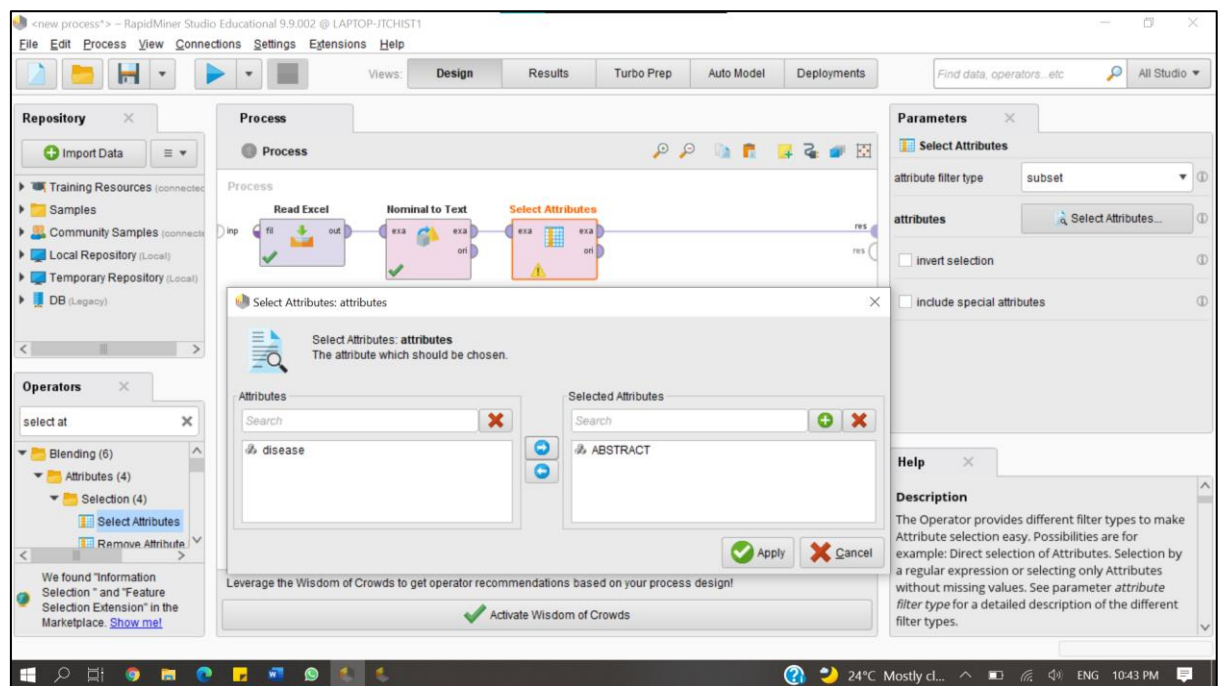 <new process*> – RapidMiner Studio Educational 9.9.002 @ LAPTOP-JTCHIST1
File Edit Process View Connections Settings Extensions Help
Views: Design Results Turbo Prep Auto Model Deployments Find data, operators...etc All Studio
Repository
Import Data
Training Resources (connected
Samples
Community Samples (connecte
Local Repository (Local)
Temporary Repository (Local)
DB (Legacy)
Operators
select at
Blending (6)
Attributes (4)
Selection (4)
Select Attributes
Remove Attribute
We found "Information
Selection " and "Feature
Selection Extension" in the
Marketplace. Show me!
Process
Process
Process
Read Excel Nominal to Text Select Attributes
inp fil out exa exa exa exa res
ori ori res
Select Attributes: attributes
Select Attributes: attributes
The attribute which should be chosen.
Attributes
Search
disease
Selected Attributes
Search
ABSTRACT
Apply Cancel
Leverage the Wisdom of Crowds to get operator recommendations based on your process design!
Activate Wisdom of Crowds
Parameters
Select Attributes
attribute filter type subset
attributes Select Attributes...
invert selection
include special attributes
Help
Description
The Operator provides different filter types to make
Attribute selection easy. Possibilities are for
example: Direct selection of Attributes. Selection by
a regular expression or selecting only Attributes
without missing values. See parameter attribute
filter type for a detailed description of the different
filter types.
24°C Mostly cl... ENG 10:43 PM